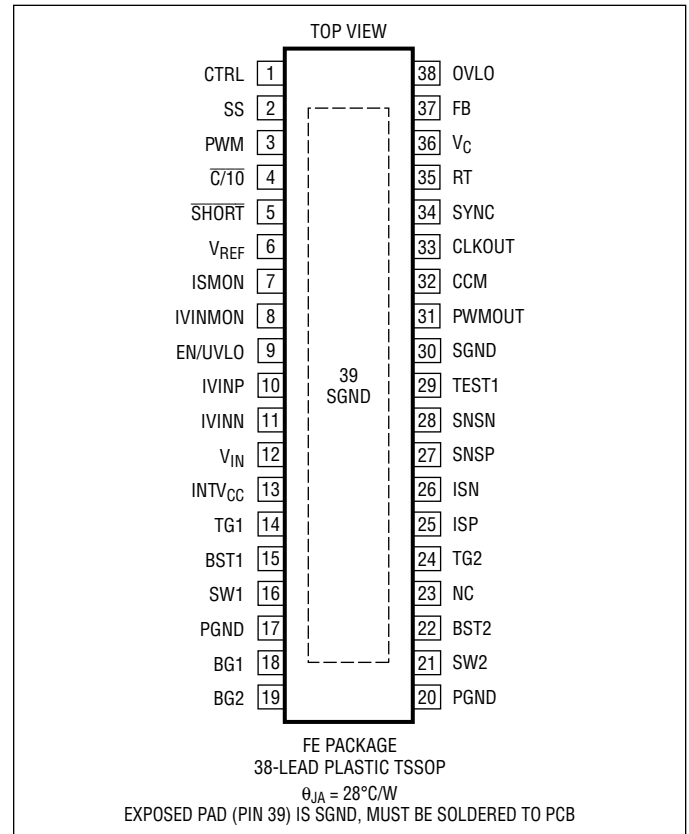 TOP VIEW
CTRL 1
SS 2
PWM 3
C/10 4
SHORT 5
VREF 6
ISMON 7
IVINMON 8
EN/UVLO 9
IVINP 10
IVINN 11
VIN 12
INTVCC 13
TG1 14
BST1 15
SW1 16
PGND 17
BG1 18
BG2 19
39
SGND
38 OVLO
37 FB
36 VC
35 RT
34 SYNC
33 CLKOUT
32 CCM
31 PWMOUT
30 SGND
29 TEST1
28 SNSN
27 SNSP
26 ISN
25 ISP
24 TG2
23 NC
22 BST2
21 SW2
20 PGND
FE PACKAGE
38-LEAD PLASTIC TSSOP
θJA = 28°C/W
EXPOSED PAD (PIN 39) IS SGND, MUST BE SOLDERED TO PCB